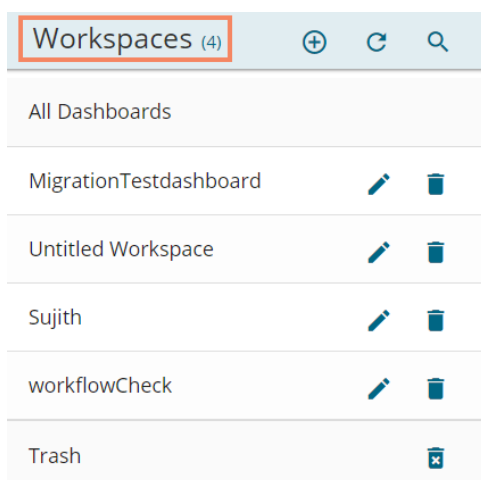 Workspaces (4)
All Dashboards
MigrationTestdashboard
Untitled Workspace
Sujith
workflowCheck
Trash